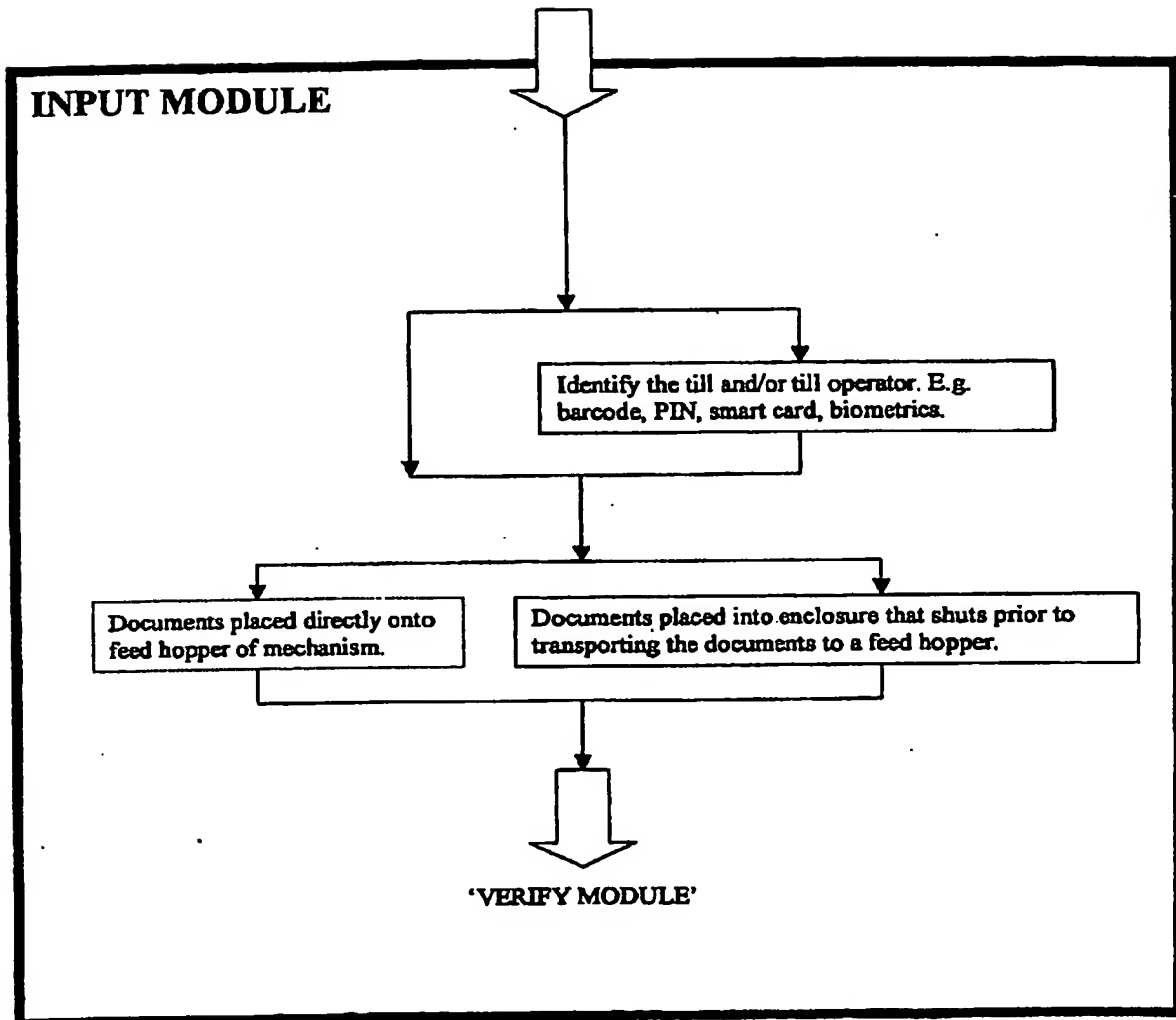 INPUT MODULE
Identify the till and/or till operator. E.g.
barcode, PIN, smart card, biometrics.
Documents placed directly onto
feed hopper of mechanism.
Documents placed into enclosure that shuts prior to
transporting the documents to a feed hopper.
‘VERIFY MODULE’